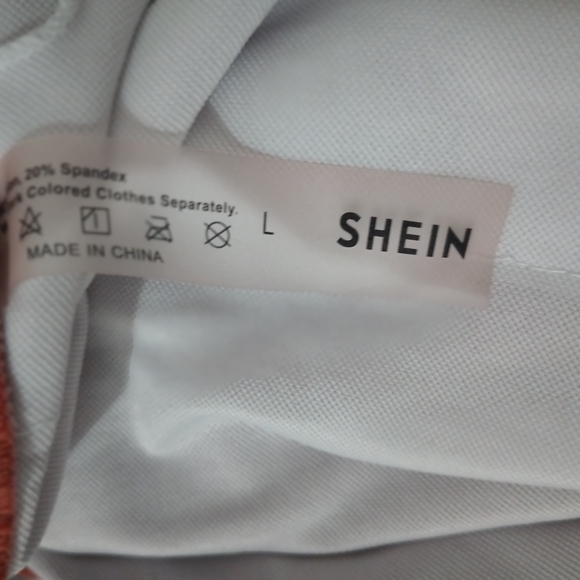 20% Spandex
Colored Clothes Separately.
L
SHEIN
MADE IN CHINA